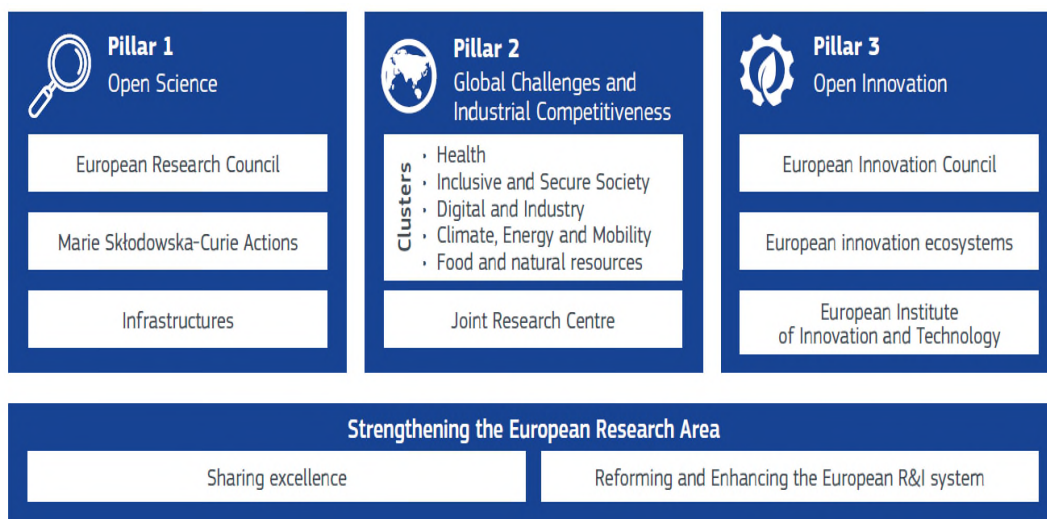 Pillar 1
Open Science
European Research Council
Marie Skłodowska-Curie Actions
Infrastructures
Pillar 2
Global Challenges and
Industrial Competitiveness
Clusters
· Health
· Inclusive and Secure Society
· Digital and Industry
· Climate, Energy and Mobility
· Food and natural resources
Joint Research Centre
Pillar 3
Open Innovation
European Innovation Council
European innovation ecosystems
European Institute
of Innovation and Technology
Strengthening the European Research Area
Sharing excellence
Reforming and Enhancing the European R&I system